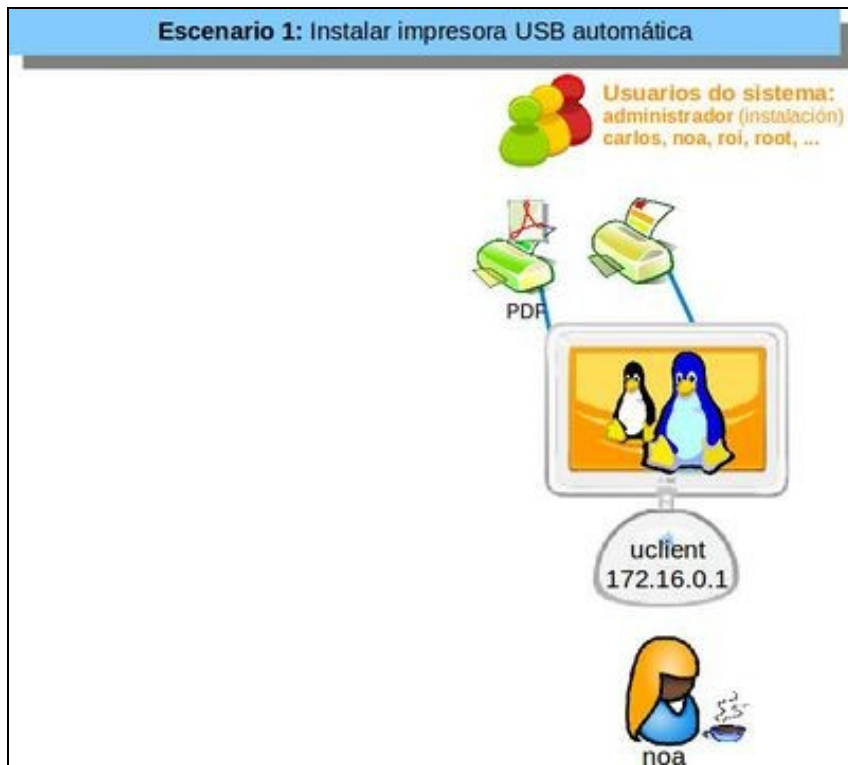 Escenario 1: Instalar impresora USB automática
Usuarios do sistema:
administrador (instalación)
carlos, noa, roi, root, ...
PDF
uclient
172.16.0.1
noa